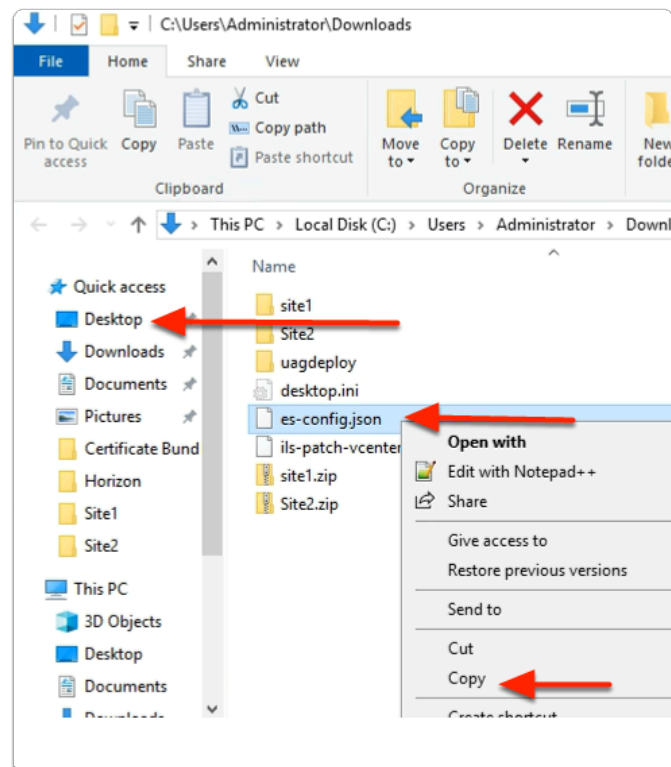 C:\Users\Administrator\Downloads
File Home Share View
Pin to Quick access
Copy
Paste
Cut
Copy path
Paste shortcut
Clipboard
Move to
Copy to
Delete
Rename
New
Organize
This PC > Local Disk (C:) > Users > Administrator >
Name
Quick access
Desktop
Downloads
Documents
Pictures
Certificate Bund
Horizon
Site1
Site2
This PC
3D Objects
Desktop
Documents
site1
Site2
uagdeploy
desktop.ini
es-config.json
ils-patch-vcenter
site1.zip
Site2.zip
Open with
Edit with Notepad++
Share
Give access to
Restore previous versions
Send to
Cut
Copy
Create shortcut